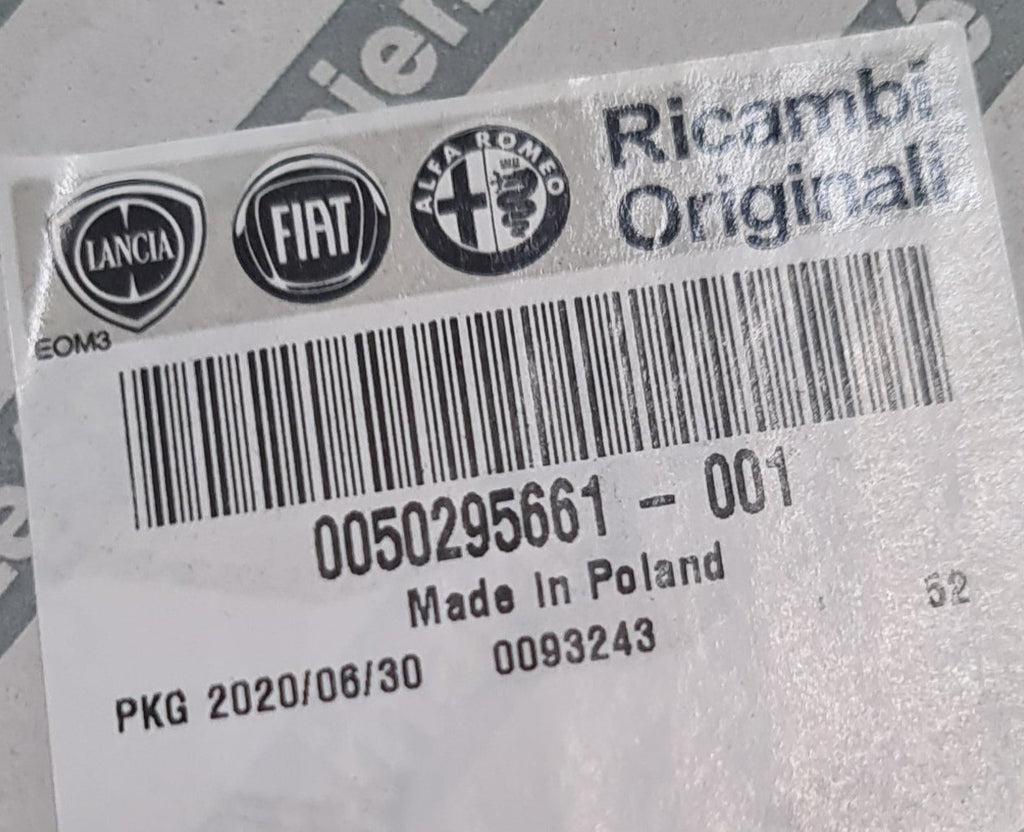 LANCIA
FIAT
ALFA ROMEO
Ricambi
Originali
EOM3
0050295661 - 001
Made In Poland
52
PKG 2020/06/30 0093243